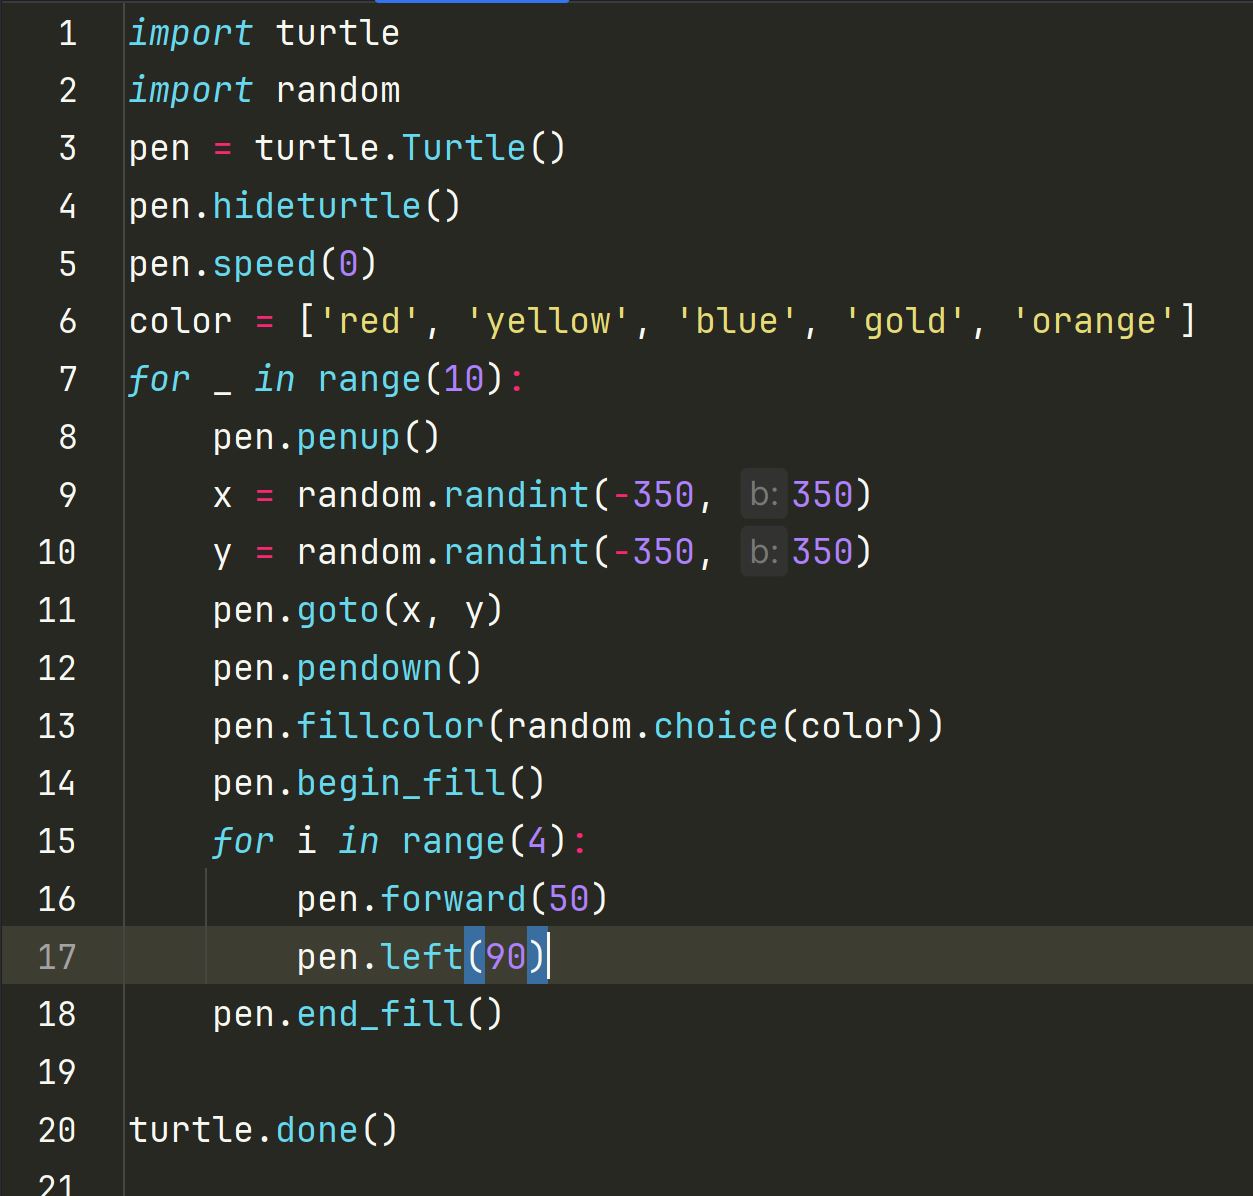 1 import turtle
2 import random
3 pen = turtle.Turtle()
4 pen.hideturtle()
5 pen.speed(0)
6 color = ['red', 'yellow', 'blue', 'gold', 'orange']
7 for _ in range(10):
8     pen.penup()
9     x = random.randint(-350, b: 350)
10     y = random.randint(-350, b: 350)
11     pen.goto(x, y)
12     pen.pendown()
13     pen.fillcolor(random.choice(color))
14     pen.begin_fill()
15     for i in range(4):
16         pen.forward(50)
17         pen.left(90)
18     pen.end_fill()
19
20 turtle.done()
21